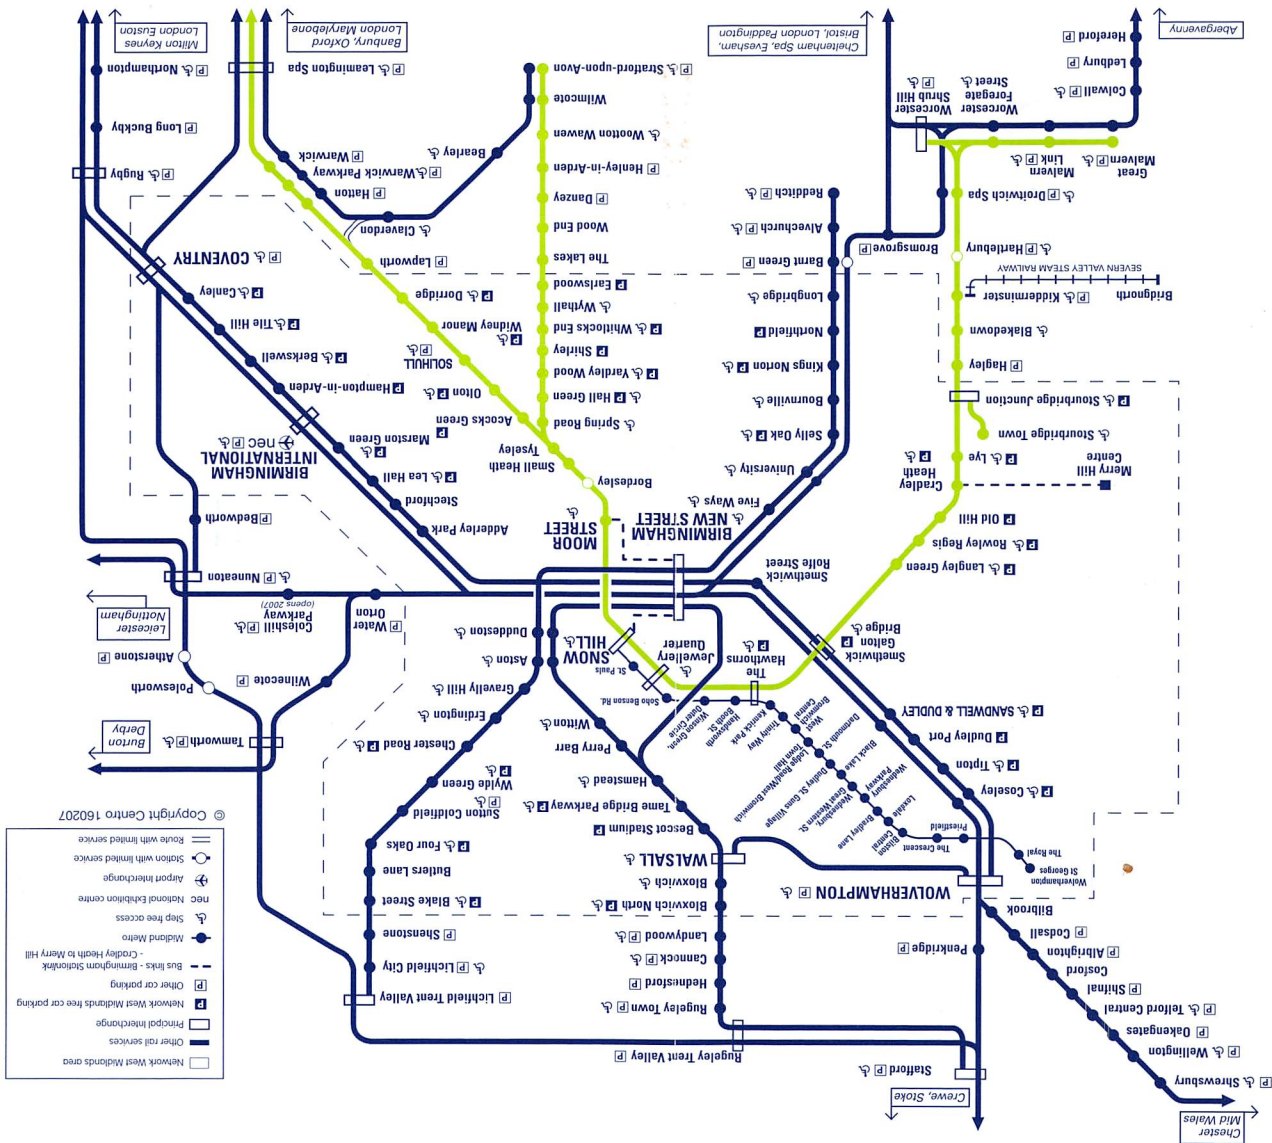 Chester
Mid Wales
Crewe, Stoke
Shrewsbury
Wellington
Oakengates
Telford Central
Shifnal
Cosford
Albrighton
Codsall
Bilbrook
Stafford
Penkridge
WOLVERHAMPTON
Rugeley Trent Valley
Rugeley Town
Hednesford
Cannock
Landywood
Bloxwich North
Bloxwich
WALSALL
Bescot Stadium
Tame Bridge Parkway
Hamstead
Perry Barr
Witton
Lichfield Trent Valley
Lichfield City
Shenstone
Blake Street
Butlers Lane
Four Oaks
Sutton Coldfield
Wylde Green
Chester Road
Erdington
Gravelly Hill
Aston
Duddeston
Network West Midlands area
Other rail services
Principal Interchange
Network West Midlands free car parking
Other car parking
Bus links - Birmingham Stationlink
- Cradley Heath to Merry Hill
Midland Metro
Step free access
nec
National Exhibition centre
Airport Interchange
Station with limited service
Route with limited service
© Copyright Centro 160207
Wolverhampton
St Georges
The Royal
Priestfield
The Crescent
Bilston
Central
Loxdale
Bradley Lane
Wednesbury,
Great Western St.
Wednesbury
Parkway
Black Lake
Dudley St. Guns Village
Dartmouth St.
Lodge Road/West Bromwich
Town Hall
West
Bromwich
Central
Trinity Way
Kenrick Park
The
Hawthorns
Handsworth
Booth St.
Winson Green,
Outer Circle
Soho Benson Rd.
Jewellery
Quarter
St. Pauls
SNOW
HILL
Coseley
Tipton
Dudley Port
SANDWELL & DUDLEY
Smethwick
Galton
Bridge
Smethwick
Rolfe Street
Burton
Derby
Tamworth
Wilnecote
Polesworth
Atherstone
Leicester
Nottingham
Water
Orton
Coleshill
Parkway
(opens 2007)
Nuneaton
Bedworth
Langley Green
Rowley Regis
Old Hill
Cradley
Heath
Merry Hill
Centre
Lye
Stourbridge Town
Stourbridge Junction
Hagley
Blakedown
Kidderminster
Bridgnorth
SEVERN VALLEY STEAM RAILWAY
Hartlebury
Droitwich Spa
Great
Malvern
Malvern
Link
Worcester
Foregate
Street
Worcester
Shrub Hill
Colwall
Ledbury
Hereford
Abergavenny
BIRMINGHAM
NEW STREET
Five Ways
University
Selly Oak
Bournville
Kings Norton
Northfield
Longbridge
Barnt Green
Alvechurch
Redditch
Bromsgrove
Cheltenham Spa, Evesham,
Bristol, London Paddington
MOOR
STREET
Bordesley
Small Heath
Tyseley
Acocks Green
Olton
SOLIHULL
Widney
Manor
Dorridge
Lapworth
Spring Road
Hall Green
Yardley Wood
Shirley
Whitlocks End
Wythall
Earlswood
The Lakes
Wood End
Danzey
Henley-in-Arden
Wootton Wawen
Wilmcote
Stratford-upon-Avon
Claverdon
Bearley
Hatton
Warwick Parkway
Warwick
Leamington Spa
Banbury, Oxford
London Marylebone
Adderley Park
Stechford
Lea Hall
Marston
Green
BIRMINGHAM
INTERNATIONAL
nec
Hampton-in-Arden
Berkswell
Tile Hill
Canley
COVENTRY
Rugby
Long Buckby
Northampton
Milton Keynes
London Euston